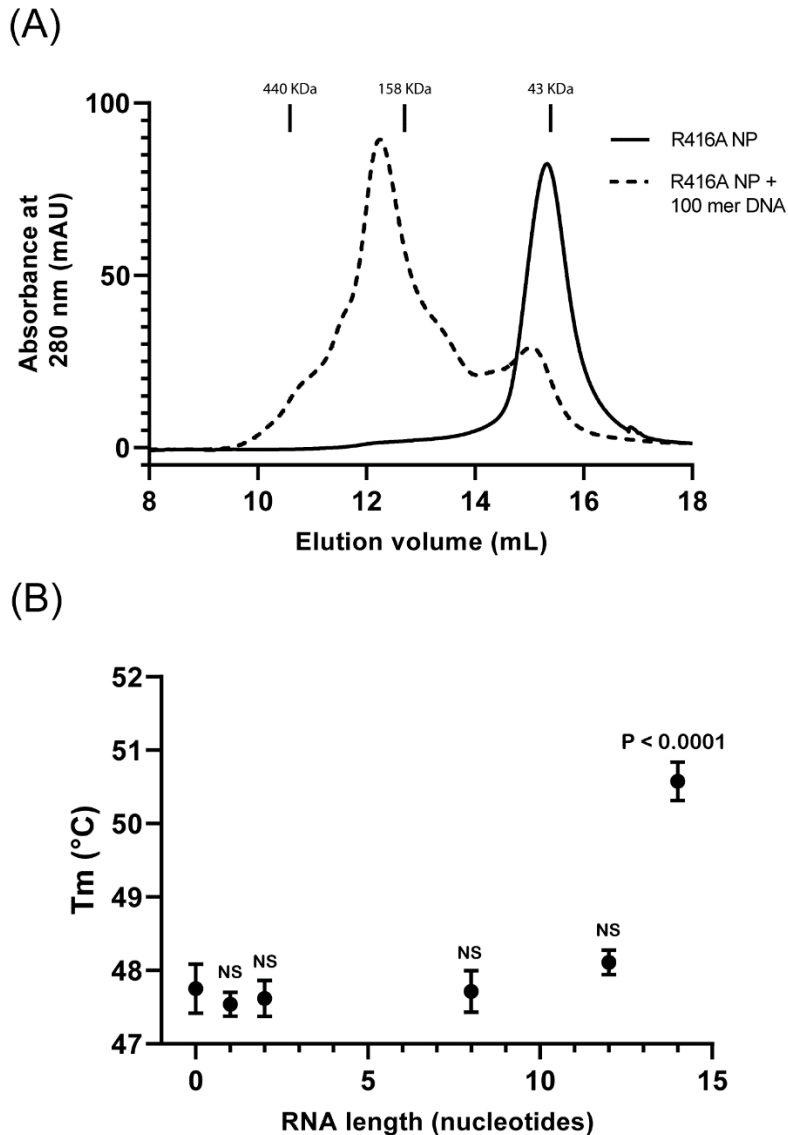 (A)
440 KDa 158 KDa 43 KDa
100
50
0
Absorbance at
280 nm (mAU)
R416A NP
R416A NP +
100 mer DNA
8 10 12 14 16 18
Elution volume (mL)
(B)
52
51
50
49
48
47
Tm (°C)
NS
NS
NS
NS
P < 0.0001
0 5 10 15
RNA length (nucleotides)